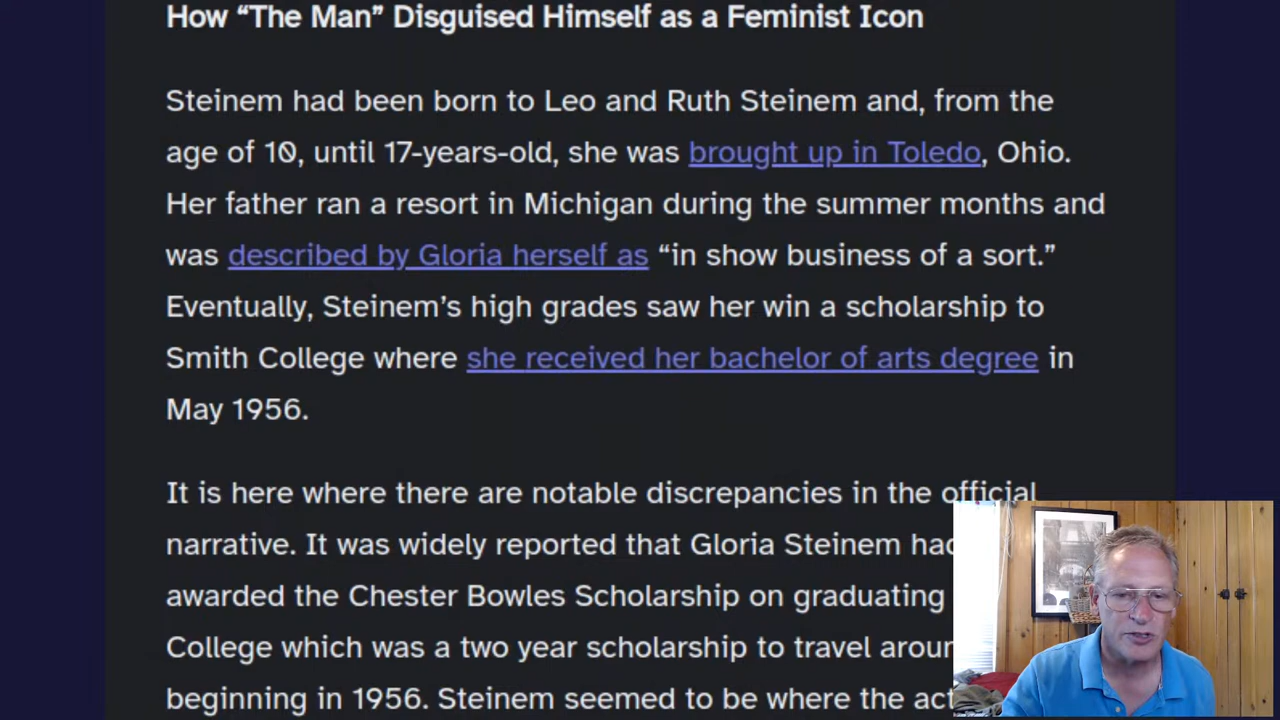 How “The Man” Disguised Himself as a Feminist Icon
Steinem had been born to Leo and Ruth Steinem and, from the
age of 10, until 17-years-old, she was brought up in Toledo, Ohio.
Her father ran a resort in Michigan during the summer months and
was described by Gloria herself as “in show business of a sort.”
Eventually, Steinem’s high grades saw her win a scholarship to
Smith College where she received her bachelor of arts degree in
May 1956.
It is here where there are notable discrepancies in the official
narrative. It was widely reported that Gloria Steinem had
awarded the Chester Bowles Scholarship on graduating
College which was a two year scholarship to travel
beginning in 1956. Steinem seemed to be where the